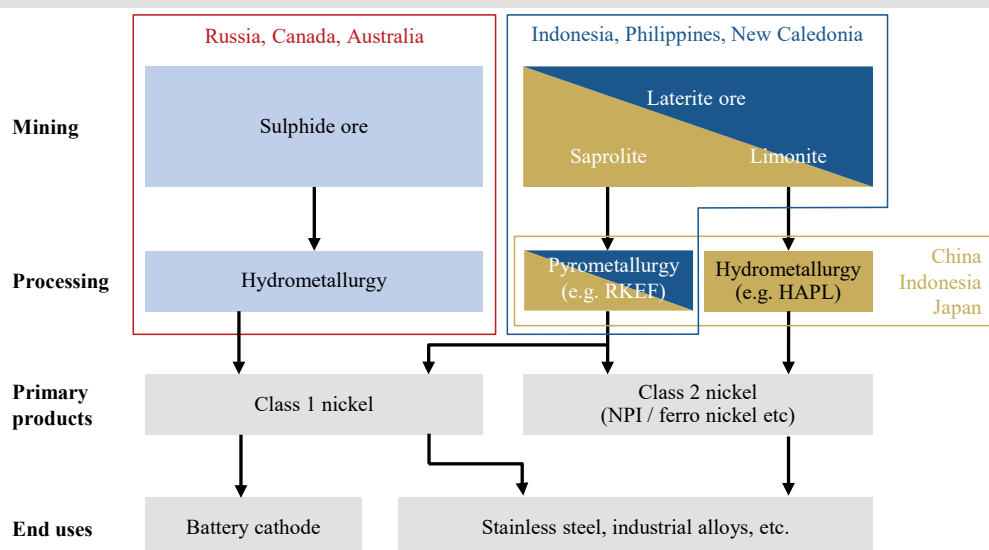 Russia, Canada, Australia
Indonesia, Philippines, New Caledonia
Mining
Sulphide ore
Laterite ore
Saprolite
Limonite
Processing
Hydrometallurgy
Pyrometallurgy
(e.g. RKEF)
Hydrometallurgy
(e.g. HAPL)
China
Indonesia
Japan
Primary
products
Class 1 nickel
Class 2 nickel
(NPI / ferro nickel etc)
End uses
Battery cathode
Stainless steel, industrial alloys, etc.